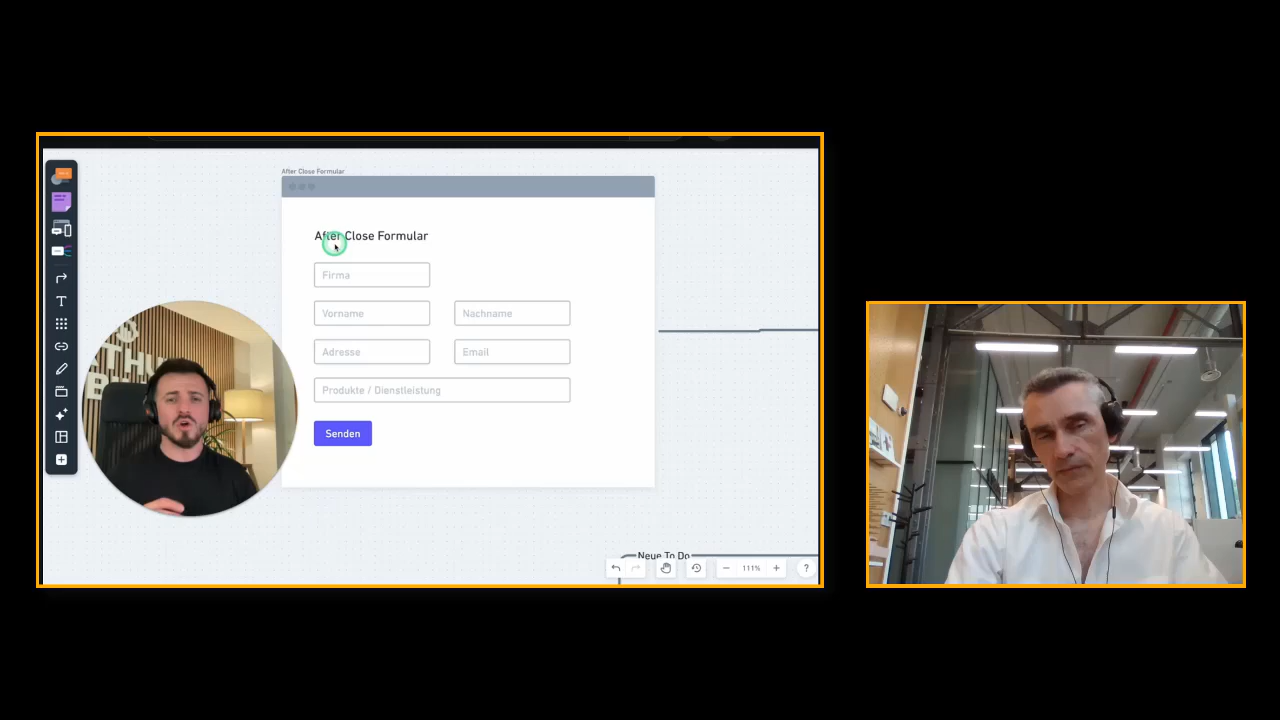 After Close Formular
After Close Formular
Firma
Vorname Nachname
Adresse Email
Produkte / Dienstleistung
Senden
Neue To Do
111%
?